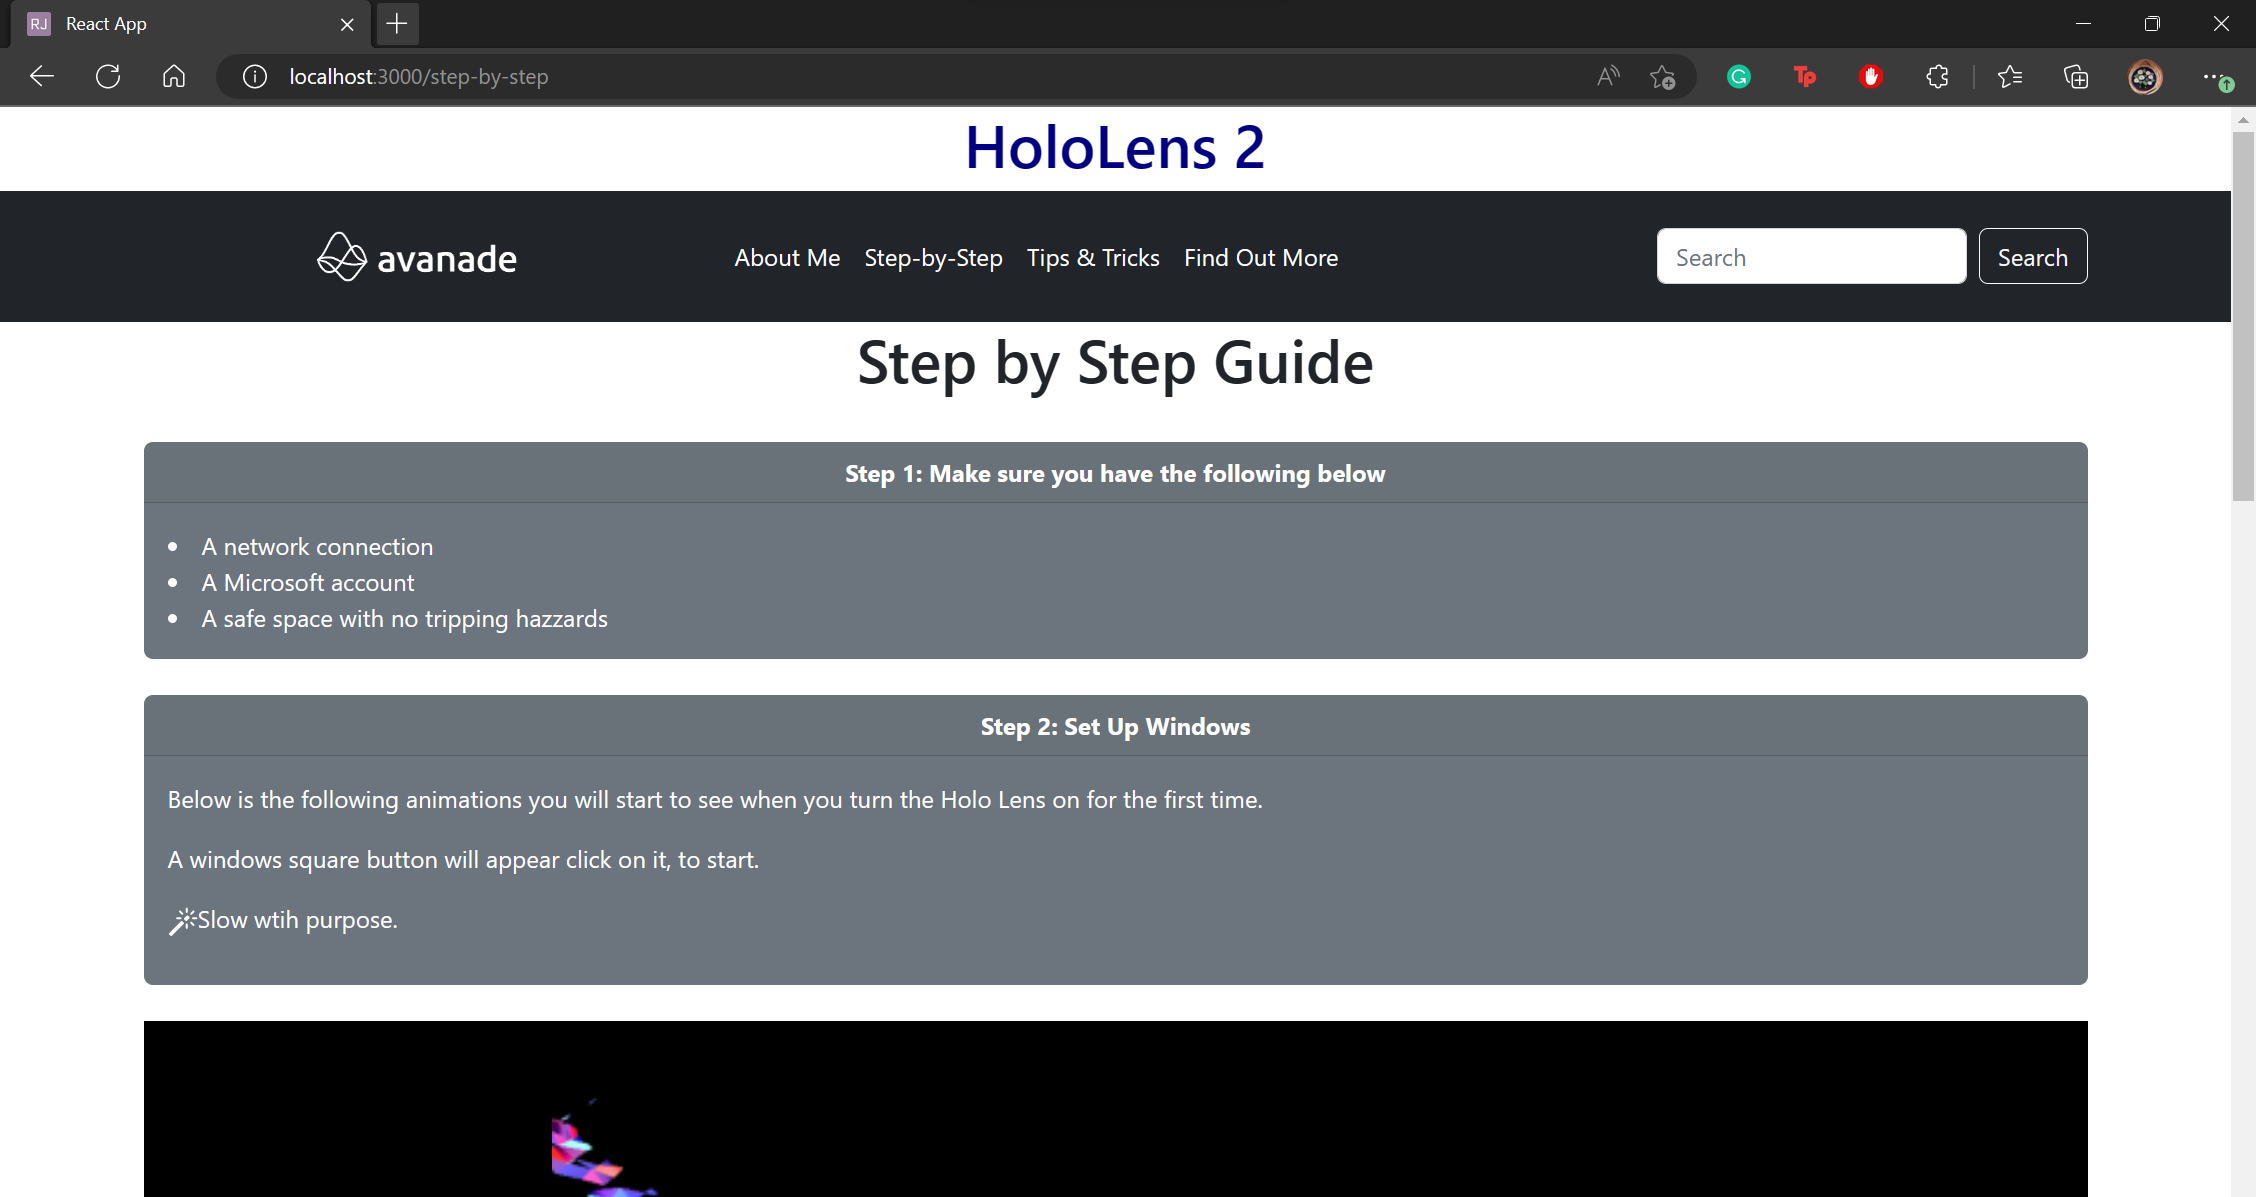 RJ React App
localhost:3000/step-by-step
HoloLens 2
avanade About Me Step-by-Step Tips & Tricks Find Out More Search Search
Step by Step Guide
Step 1: Make sure you have the following below
• A network connection
• A Microsoft account
• A safe space with no tripping hazzards
Step 2: Set Up Windows
Below is the following animations you will start to see when you turn the Holo Lens on for the first time.
A windows square button will appear click on it, to start.
Slow wtih purpose.